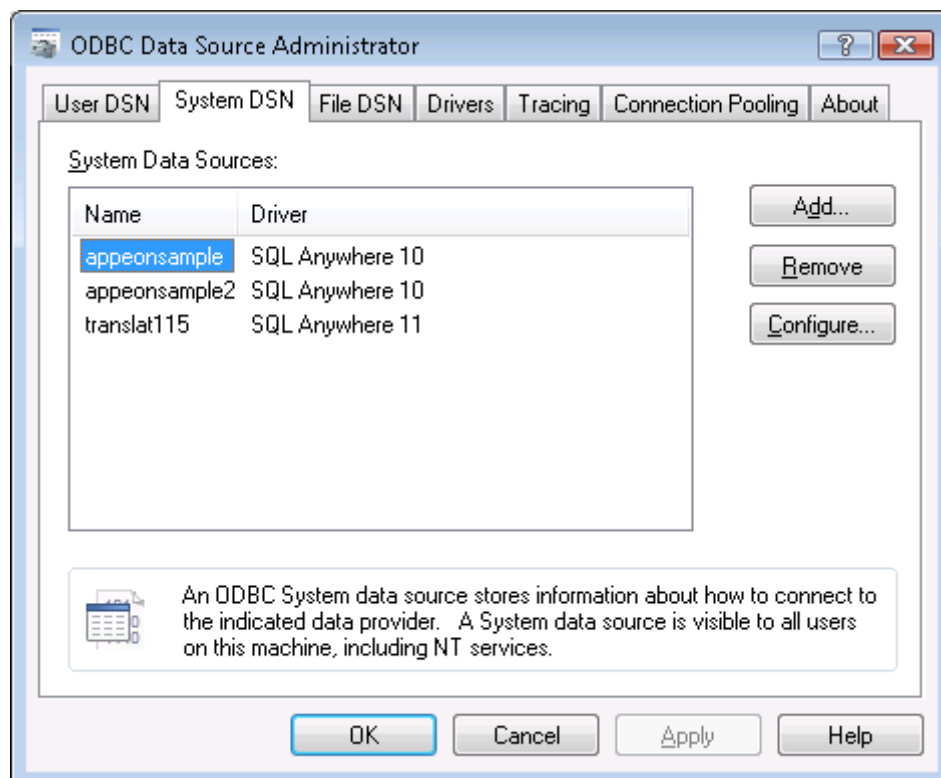 ODBC Data Source Administrator
User DSN System DSN File DSN Drivers Tracing Connection Pooling About
System Data Sources:
Name Driver
appeonsample SQL Anywhere 10
appeonsample2 SQL Anywhere 10
translat115 SQL Anywhere 11
Add...
Remove
Configure...
An ODBC System data source stores information about how to connect to
the indicated data provider. A System data source is visible to all users
on this machine, including NT services.
OK Cancel Apply Help